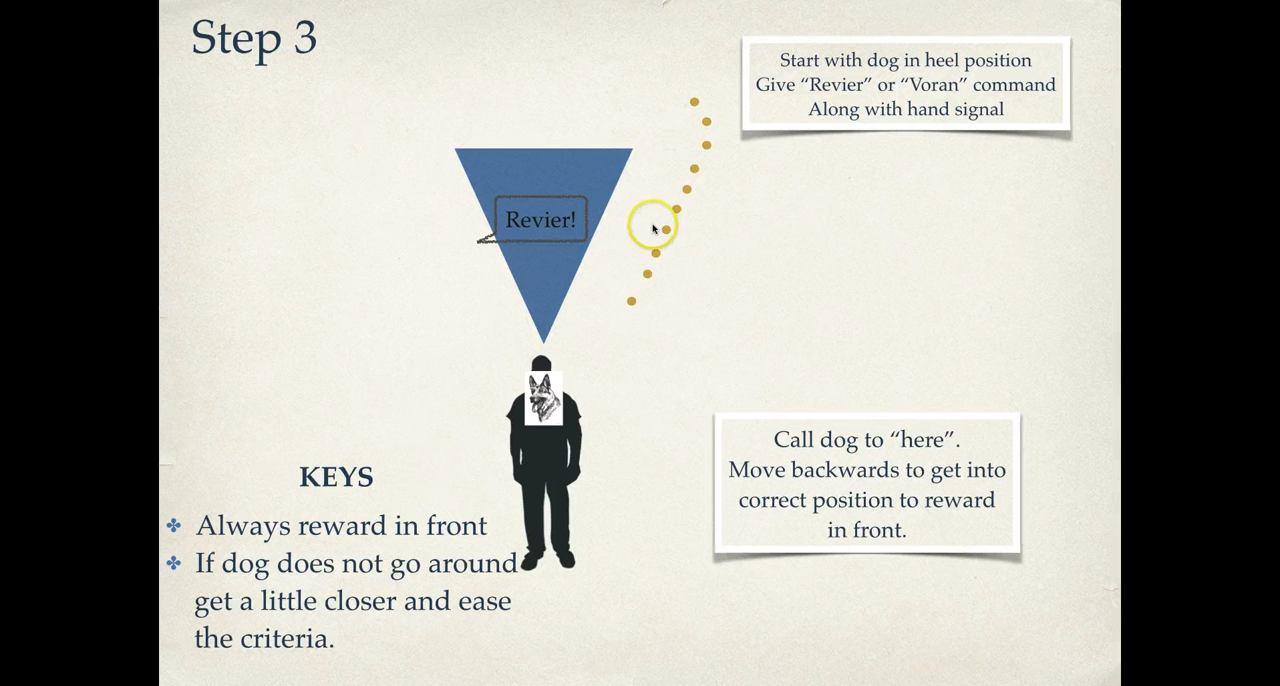 Step 3
Start with dog in heel position
Give “Revier” or “Voran” command
Along with hand signal
Revier!
Call dog to “here”.
Move backwards to get into
correct position to reward
in front.
KEYS
✤ Always reward in front
✤ If dog does not go around
get a little closer and ease
the criteria.